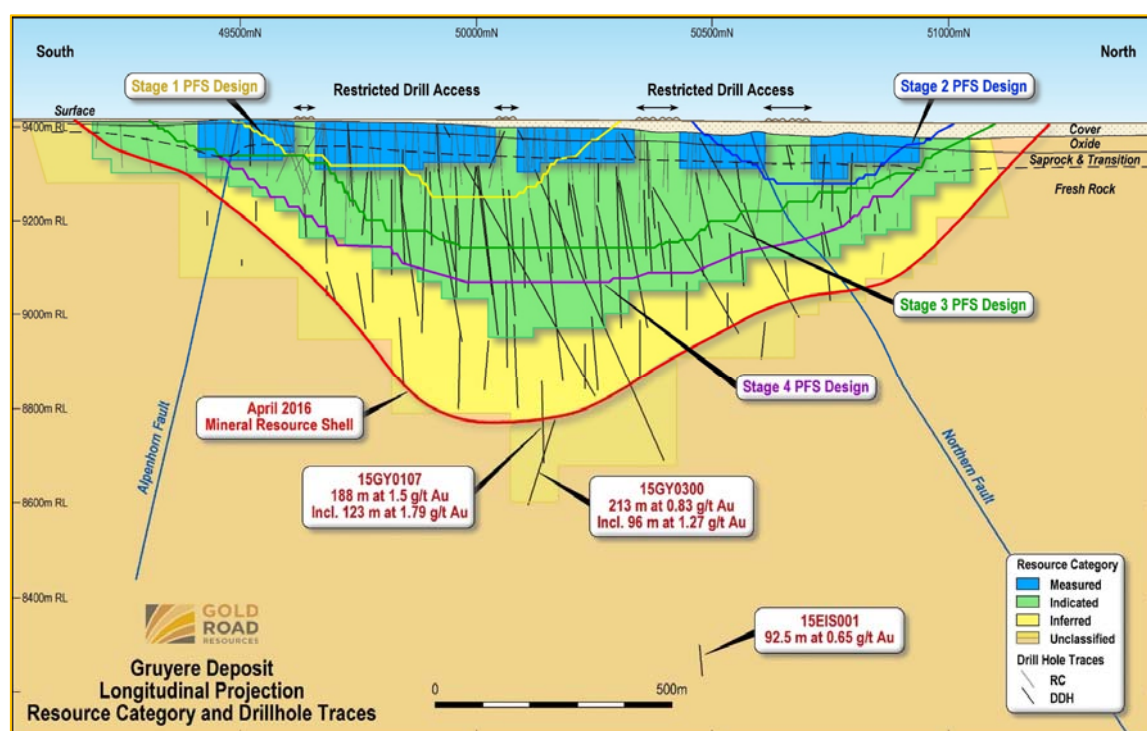 49500mN
50000mN
50500mN
51000mN
South
North
Stage 1 PFS Design
Restricted Drill Access
Restricted Drill Access
Stage 2 PFS Design
Surface
9400m RL
Cover
Oxide
Saprock & Transition
Fresh Rock
9200m RL
9000m RL
Stage 3 PFS Design
Stage 4 PFS Design
8800m RL
April 2016
Mineral Resource Shell
Alpenhorn Fault
Northern Fault
15GY0107
188 m at 1.5 g/t Au
Incl. 123 m at 1.79 g/t Au
15GY0300
213 m at 0.83 g/t Au
Incl. 96 m at 1.27 g/t Au
8600m RL
8400m RL
Resource Category
Measured
Indicated
Inferred
Unclassified
Drill Hole Traces
RC
DDH
GOLD
ROAD
RESOURCES
15EIS001
92.5 m at 0.65 g/t Au
Gruyere Deposit
Longitudinal Projection
Resource Category and Drillhole Traces
0
500m